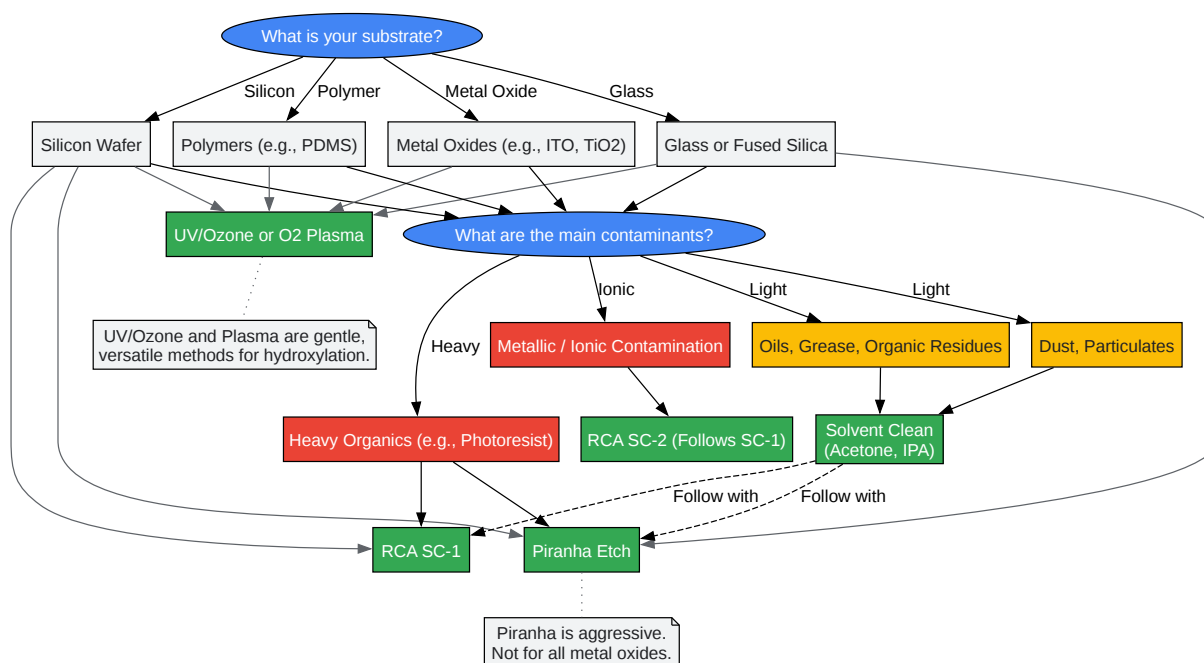 What is your substrate?
Silicon
Polymer
Metal Oxide
Glass
Silicon Wafer
Polymers (e.g., PDMS)
Metal Oxides (e.g., ITO, TiO2)
Glass or Fused Silica
UV/Ozone or O2 Plasma
What are the main contaminants?
Ionic
Light
Light
UV/Ozone and Plasma are gentle,
versatile methods for hydroxylation.
Heavy
Metallic / Ionic Contamination
Oils, Grease, Organic Residues
Dust, Particulates
Heavy Organics (e.g., Photoresist)
RCA SC-2 (Follows SC-1)
Solvent Clean
(Acetone, IPA)
Follow with
Follow with
RCA SC-1
Piranha Etch
Piranha is aggressive.
Not for all metal oxides.